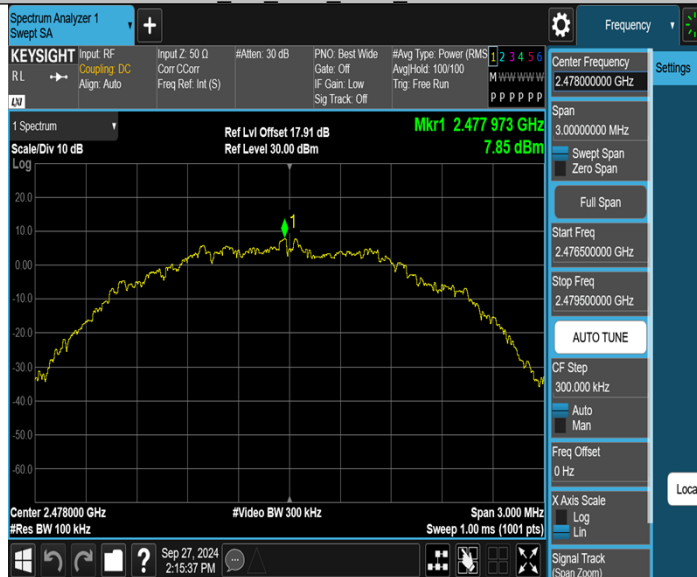 Spectrum Analyzer 1
Swept SA
+
Frequency
KEYSIGHT
RL
LXI
Input: RF
Coupling: DC
Align: Auto
Input Z: 50 Ω
Corr CCorr
Freq Ref: Int (S)
#Atten: 30 dB
PNO: Best Wide
Gate: Off
IF Gain: Low
Sig Track: Off
#Avg Type: Power (RMS
Avg|Hold: 100/100
Trig: Free Run
1 2 3 4 5 6
M W W W W W
P P P P P P
Settings
1 Spectrum
Scale/Div 10 dB
Ref Lvl Offset 17.91 dB
Ref Level 30.00 dBm
Mkr1 2.477 973 GHz
7.85 dBm
Log
20.0
10.0
0.00
-10.0
-20.0
-30.0
-40.0
-50.0
-60.0
1
Center 2.478000 GHz
#Res BW 100 kHz
#Video BW 300 kHz
Span 3.000 MHz
Sweep 1.00 ms (1001 pts)
Center Frequency
2.478000000 GHz
Span
3.00000000 MHz
Swept Span
Zero Span
Full Span
Start Freq
2.476500000 GHz
Stop Freq
2.479500000 GHz
AUTO TUNE
CF Step
300.000 kHz
Auto
Man
Freq Offset
0 Hz
X Axis Scale
Log
Lin
Signal Track
(Span Zoom)
Loca
?
Sep 27, 2024
2:15:37 PM